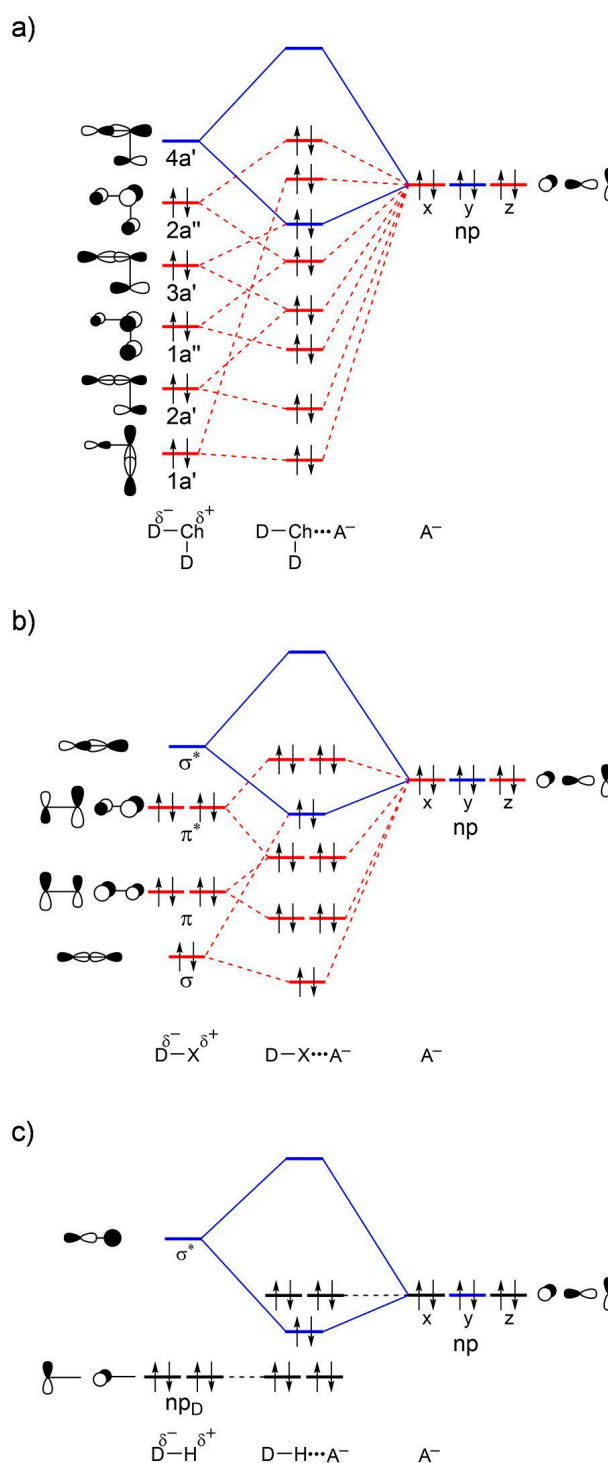 a)
4a'
2a"
3a'
1a"
2a'
1a'
x y z
np
δ− δ+
D—Ch D—Ch•••A− A−
D D
b)
σ*
π*
π
σ
x y z
np
δ− δ+
D—X D—X•••A− A−
c)
σ*
x y z
np
npD
δ− δ+
D—H D—H•••A− A−